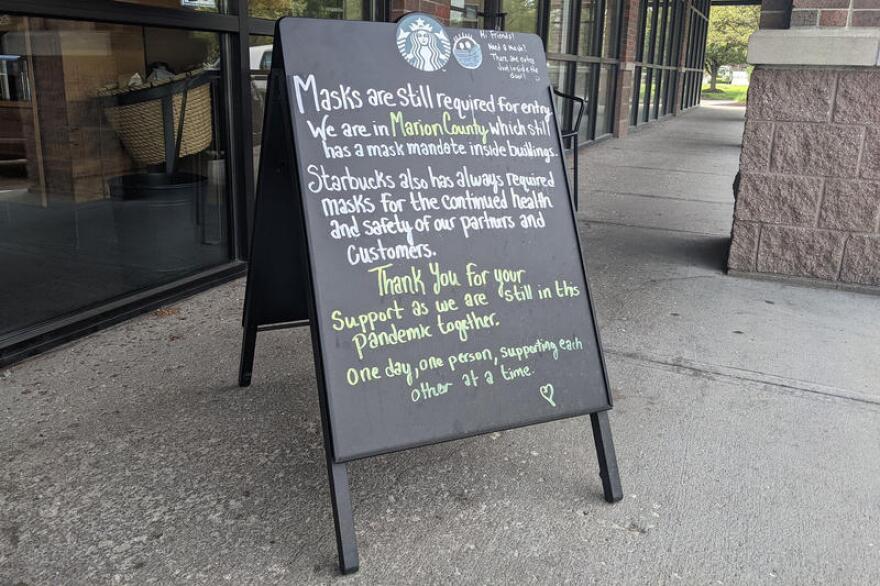 Hi Friends!
Need a Mask?
There are extra
Just inside the
door!
Masks are still required for entry.
We are in Marion County which still
has a mask mandate inside buildings.
Starbucks also has always required
masks for the continued health
and safety of our partners and
Customers.
Thank You for your
Support as we are still in this
pandemic together.
One day, one person, supporting each
other at a time.